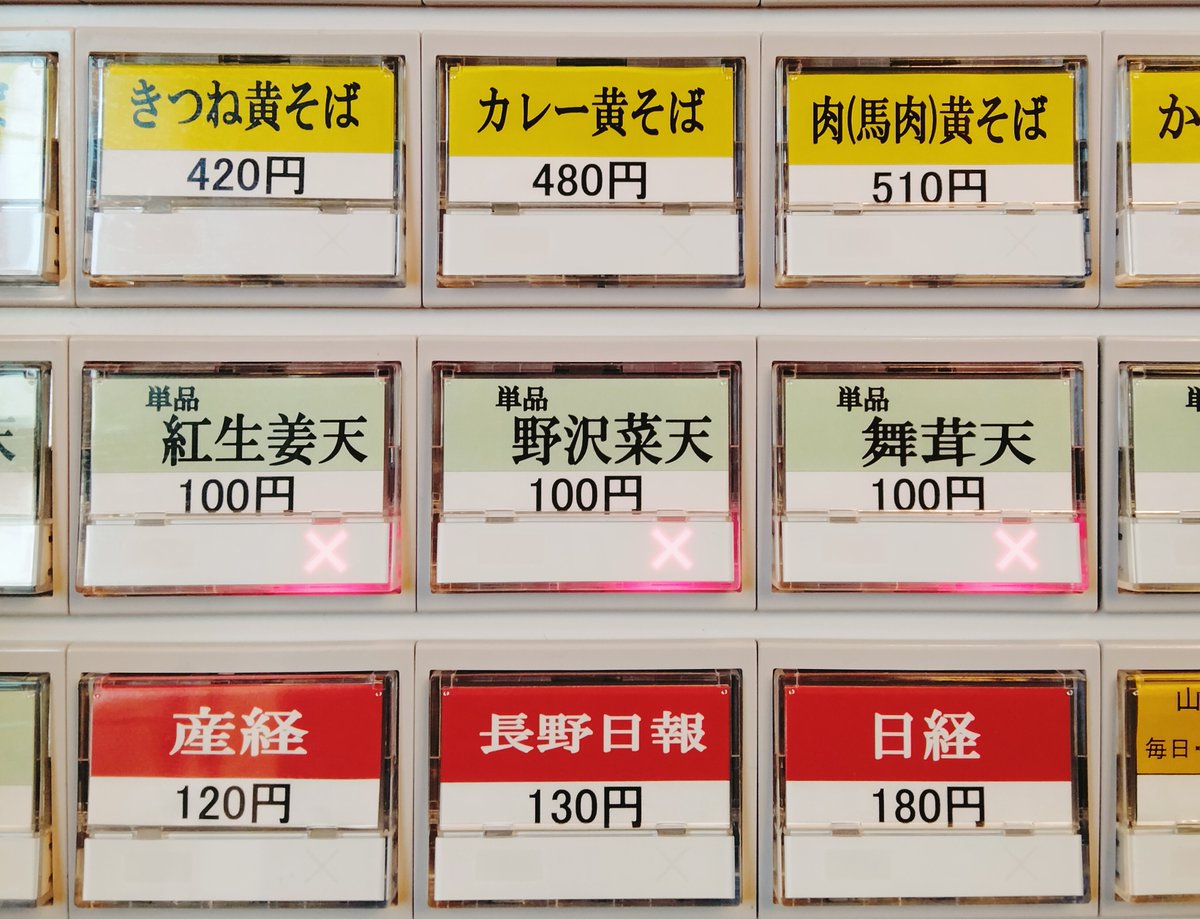 きつね黄そば
420円
カレー黄そば
480円
肉(馬肉)黄そば
510円
か
単品
紅生姜天
100円
×
単品
野沢菜天
100円
×
単品
舞茸天
100円
×
産経
120円
長野日報
130円
日経
180円
山
毎日・